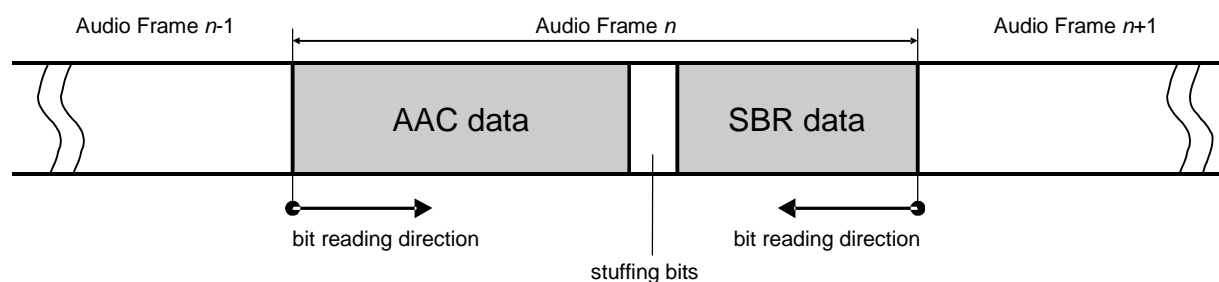 Audio Frame n-1
Audio Frame n
Audio Frame n+1
AAC data
SBR data
bit reading direction
bit reading direction
stuffing bits